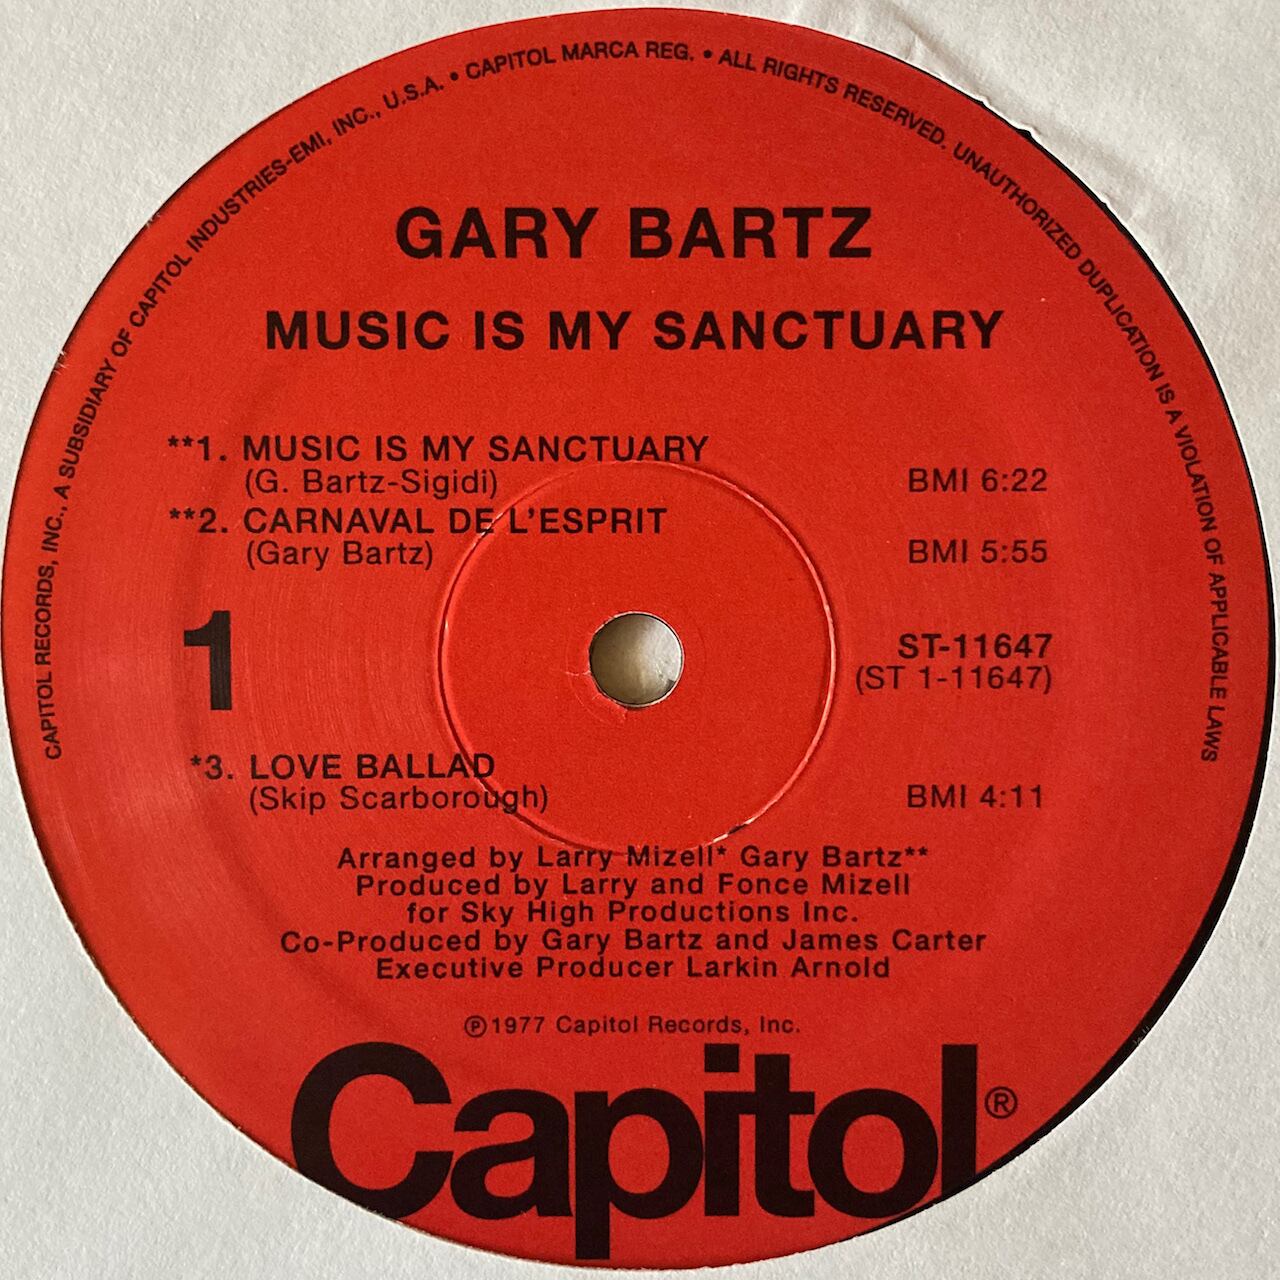 CAPITOL RECORDS, INC., A SUBSIDIARY OF CAPITOL INDUSTRIES-EMI, INC., U.S.A. • CAPITOL MARCA REG. • ALL RIGHTS RESERVED. UNAUTHORIZED DUPLICATION IS A VIOLATION OF APPLICABLE LAWS
GARY BARTZ
MUSIC IS MY SANCTUARY
**1. MUSIC IS MY SANCTUARY
(G. Bartz-Sigidi) BMI 6:22
**2. CARNAVAL DE L'ESPRIT
(Gary Bartz) BMI 5:55
1
ST-11647
(ST 1-11647)
*3. LOVE BALLAD
(Skip Scarborough) BMI 4:11
Arranged by Larry Mizell* Gary Bartz**
Produced by Larry and Fonce Mizell
for Sky High Productions Inc.
Co-Produced by Gary Bartz and James Carter
Executive Producer Larkin Arnold
℗1977 Capitol Records, Inc.
Capitol®